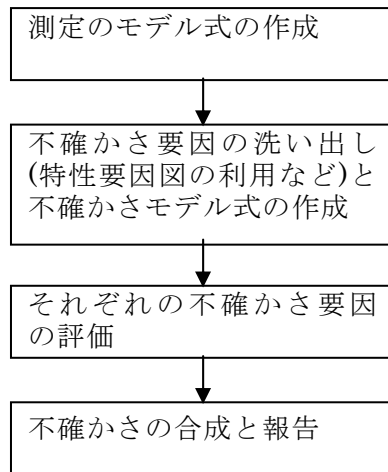 測定のモデル式の作成
不確かさ要因の洗い出し
(特性要因図の利用など)と
不確かさモデル式の作成
それぞれの不確かさ要因
の評価
不確かさの合成と報告